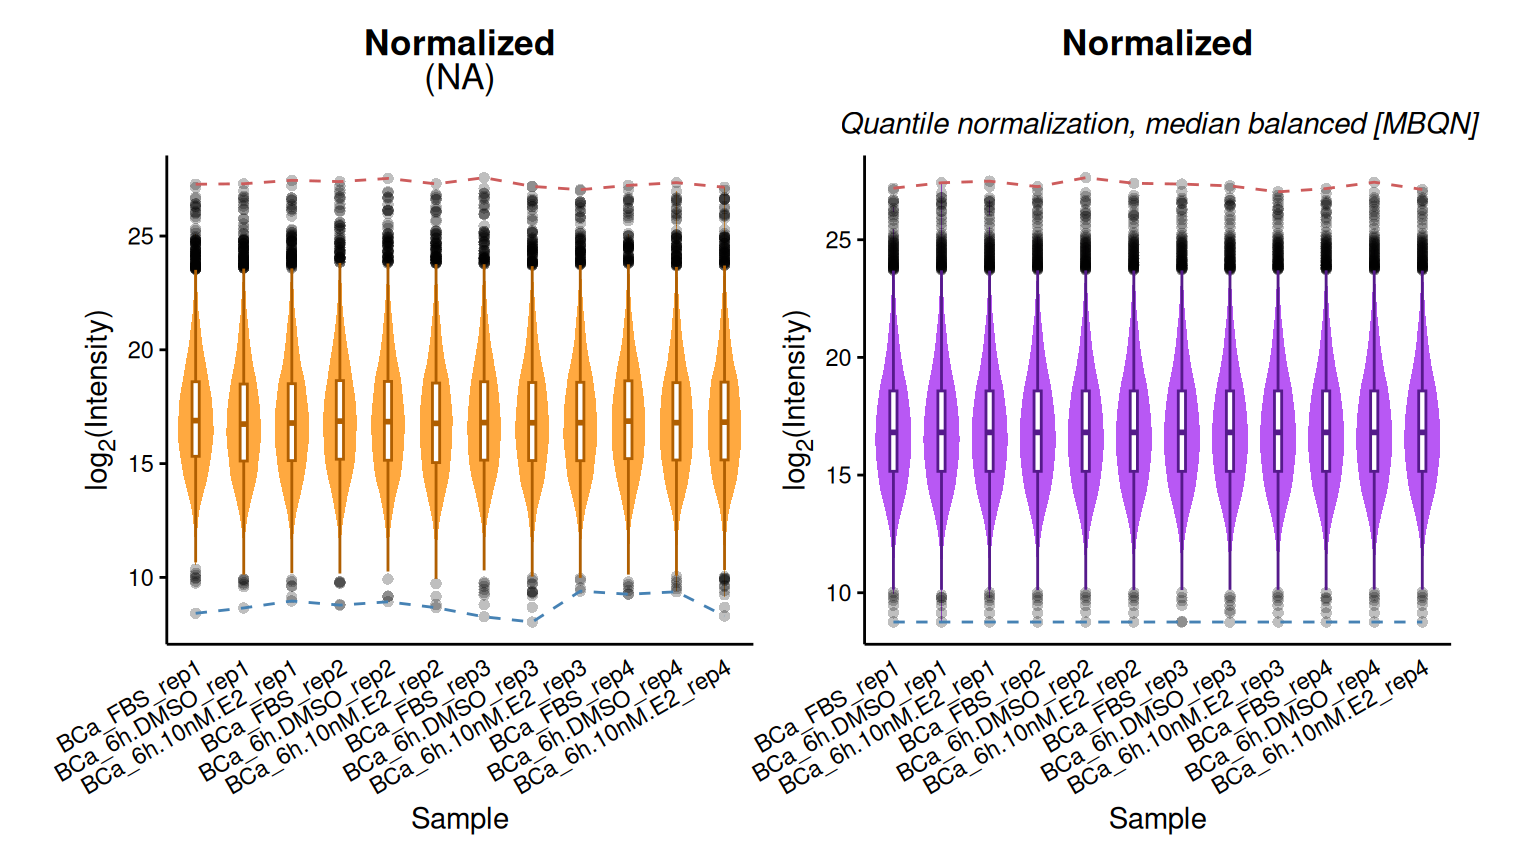 Normalized
(NA)
log2(Intensity)
25
20
15
10
BCa_FBS_rep1
BCa_6h.DMSO_rep1
BCa_6h.10nM.E2_rep1
BCa_FBS_rep2
BCa_6h.DMSO_rep2
BCa_6h.10nM.E2_rep2
BCa_FBS_rep3
BCa_6h.DMSO_rep3
BCa_6h.10nM.E2_rep3
BCa_FBS_rep4
BCa_6h.DMSO_rep4
BCa_6h.10nM.E2_rep4
Sample
Normalized
Quantile normalization, median balanced [MBQN]
log2(Intensity)
25
20
15
10
BCa_FBS_rep1
BCa_6h.DMSO_rep1
BCa_6h.10nM.E2_rep1
BCa_FBS_rep2
BCa_6h.DMSO_rep2
BCa_6h.10nM.E2_rep2
BCa_FBS_rep3
BCa_6h.DMSO_rep3
BCa_6h.10nM.E2_rep3
BCa_FBS_rep4
BCa_6h.DMSO_rep4
BCa_6h.10nM.E2_rep4
Sample